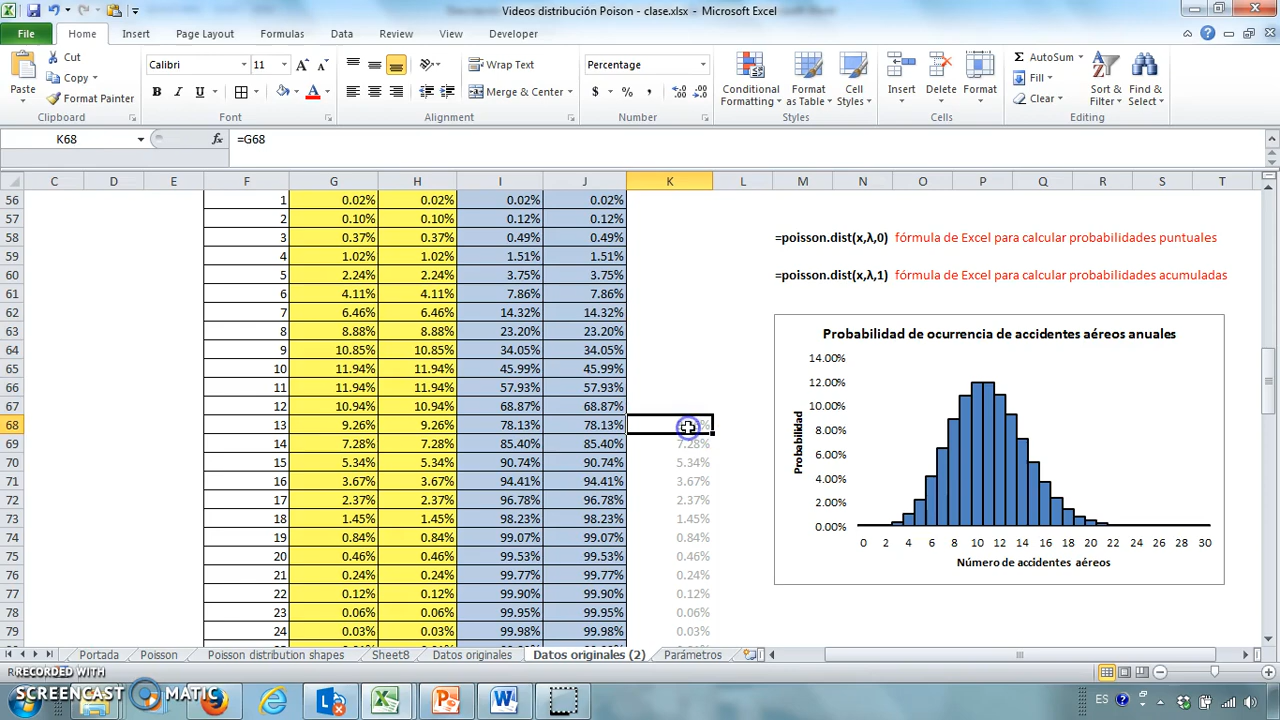 Videos distribución Poison - clase.xlsx - Microsoft Excel
File Home Insert Page Layout Formulas Data Review View Developer
Paste Cut Copy Format Painter Clipboard
Calibri 11 B I U A Font
Wrap Text Merge & Center Alignment
Percentage $ % Number
Conditional Formatting Format as Table Cell Styles Styles
Insert Delete Format Cells
Σ AutoSum Fill Clear Sort & Filter Find & Select Editing
K68 fx =G68
C D E F G H I J K L M N O P Q R S T
56 1 0.02% 0.02% 0.02% 0.02%
57 2 0.10% 0.10% 0.12% 0.12%
58 3 0.37% 0.37% 0.49% 0.49%
59 4 1.02% 1.02% 1.51% 1.51%
60 5 2.24% 2.24% 3.75% 3.75%
61 6 4.11% 4.11% 7.86% 7.86%
62 7 6.46% 6.46% 14.32% 14.32%
63 8 8.88% 8.88% 23.20% 23.20%
64 9 10.85% 10.85% 34.05% 34.05%
65 10 11.94% 11.94% 45.99% 45.99%
66 11 11.94% 11.94% 57.93% 57.93%
67 12 10.94% 10.94% 68.87% 68.87%
68 13 9.26% 9.26% 78.13% 78.13%
69 14 7.28% 7.28% 85.40% 85.40% 7.28%
70 15 5.34% 5.34% 90.74% 90.74% 5.34%
71 16 3.67% 3.67% 94.41% 94.41% 3.67%
72 17 2.37% 2.37% 96.78% 96.78% 2.37%
73 18 1.45% 1.45% 98.23% 98.23% 1.45%
74 19 0.84% 0.84% 99.07% 99.07% 0.84%
75 20 0.46% 0.46% 99.53% 99.53% 0.46%
76 21 0.24% 0.24% 99.77% 99.77% 0.24%
77 22 0.12% 0.12% 99.90% 99.90% 0.12%
78 23 0.06% 0.06% 99.95% 99.95% 0.06%
79 24 0.03% 0.03% 99.98% 99.98% 0.03%
=poisson.dist(x,λ,0) fórmula de Excel para calcular probabilidades puntuales
=poisson.dist(x,λ,1) fórmula de Excel para calcular probabilidades acumuladas
Probabilidad de ocurrencia de accidentes aéreos anuales
14.00%
12.00%
10.00%
8.00%
6.00%
4.00%
2.00%
0.00%
Probabilidad
0 2 4 6 8 10 12 14 16 18 20 22 24 26 28 30
Número de accidentes aéreos
Portada Poisson Poisson distribution shapes Sheet8 Datos originales Datos originales (2) Parámetros
RECORDED WITH
SCREENCAST MATIC
ES